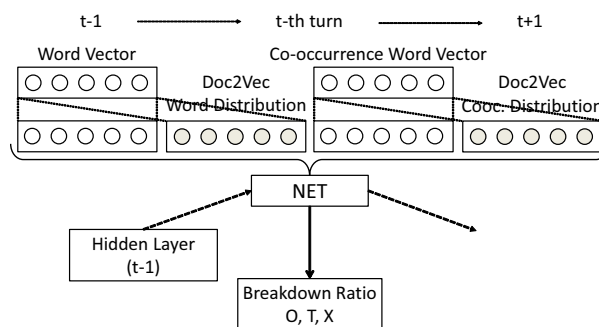 t-1 t-th turn t+1
Word Vector Co-occurrence Word Vector
Doc2Vec Doc2Vec
Word Distribution Cooc. Distribution
NET
Hidden Layer
(t-1)
Breakdown Ratio
O, T, X